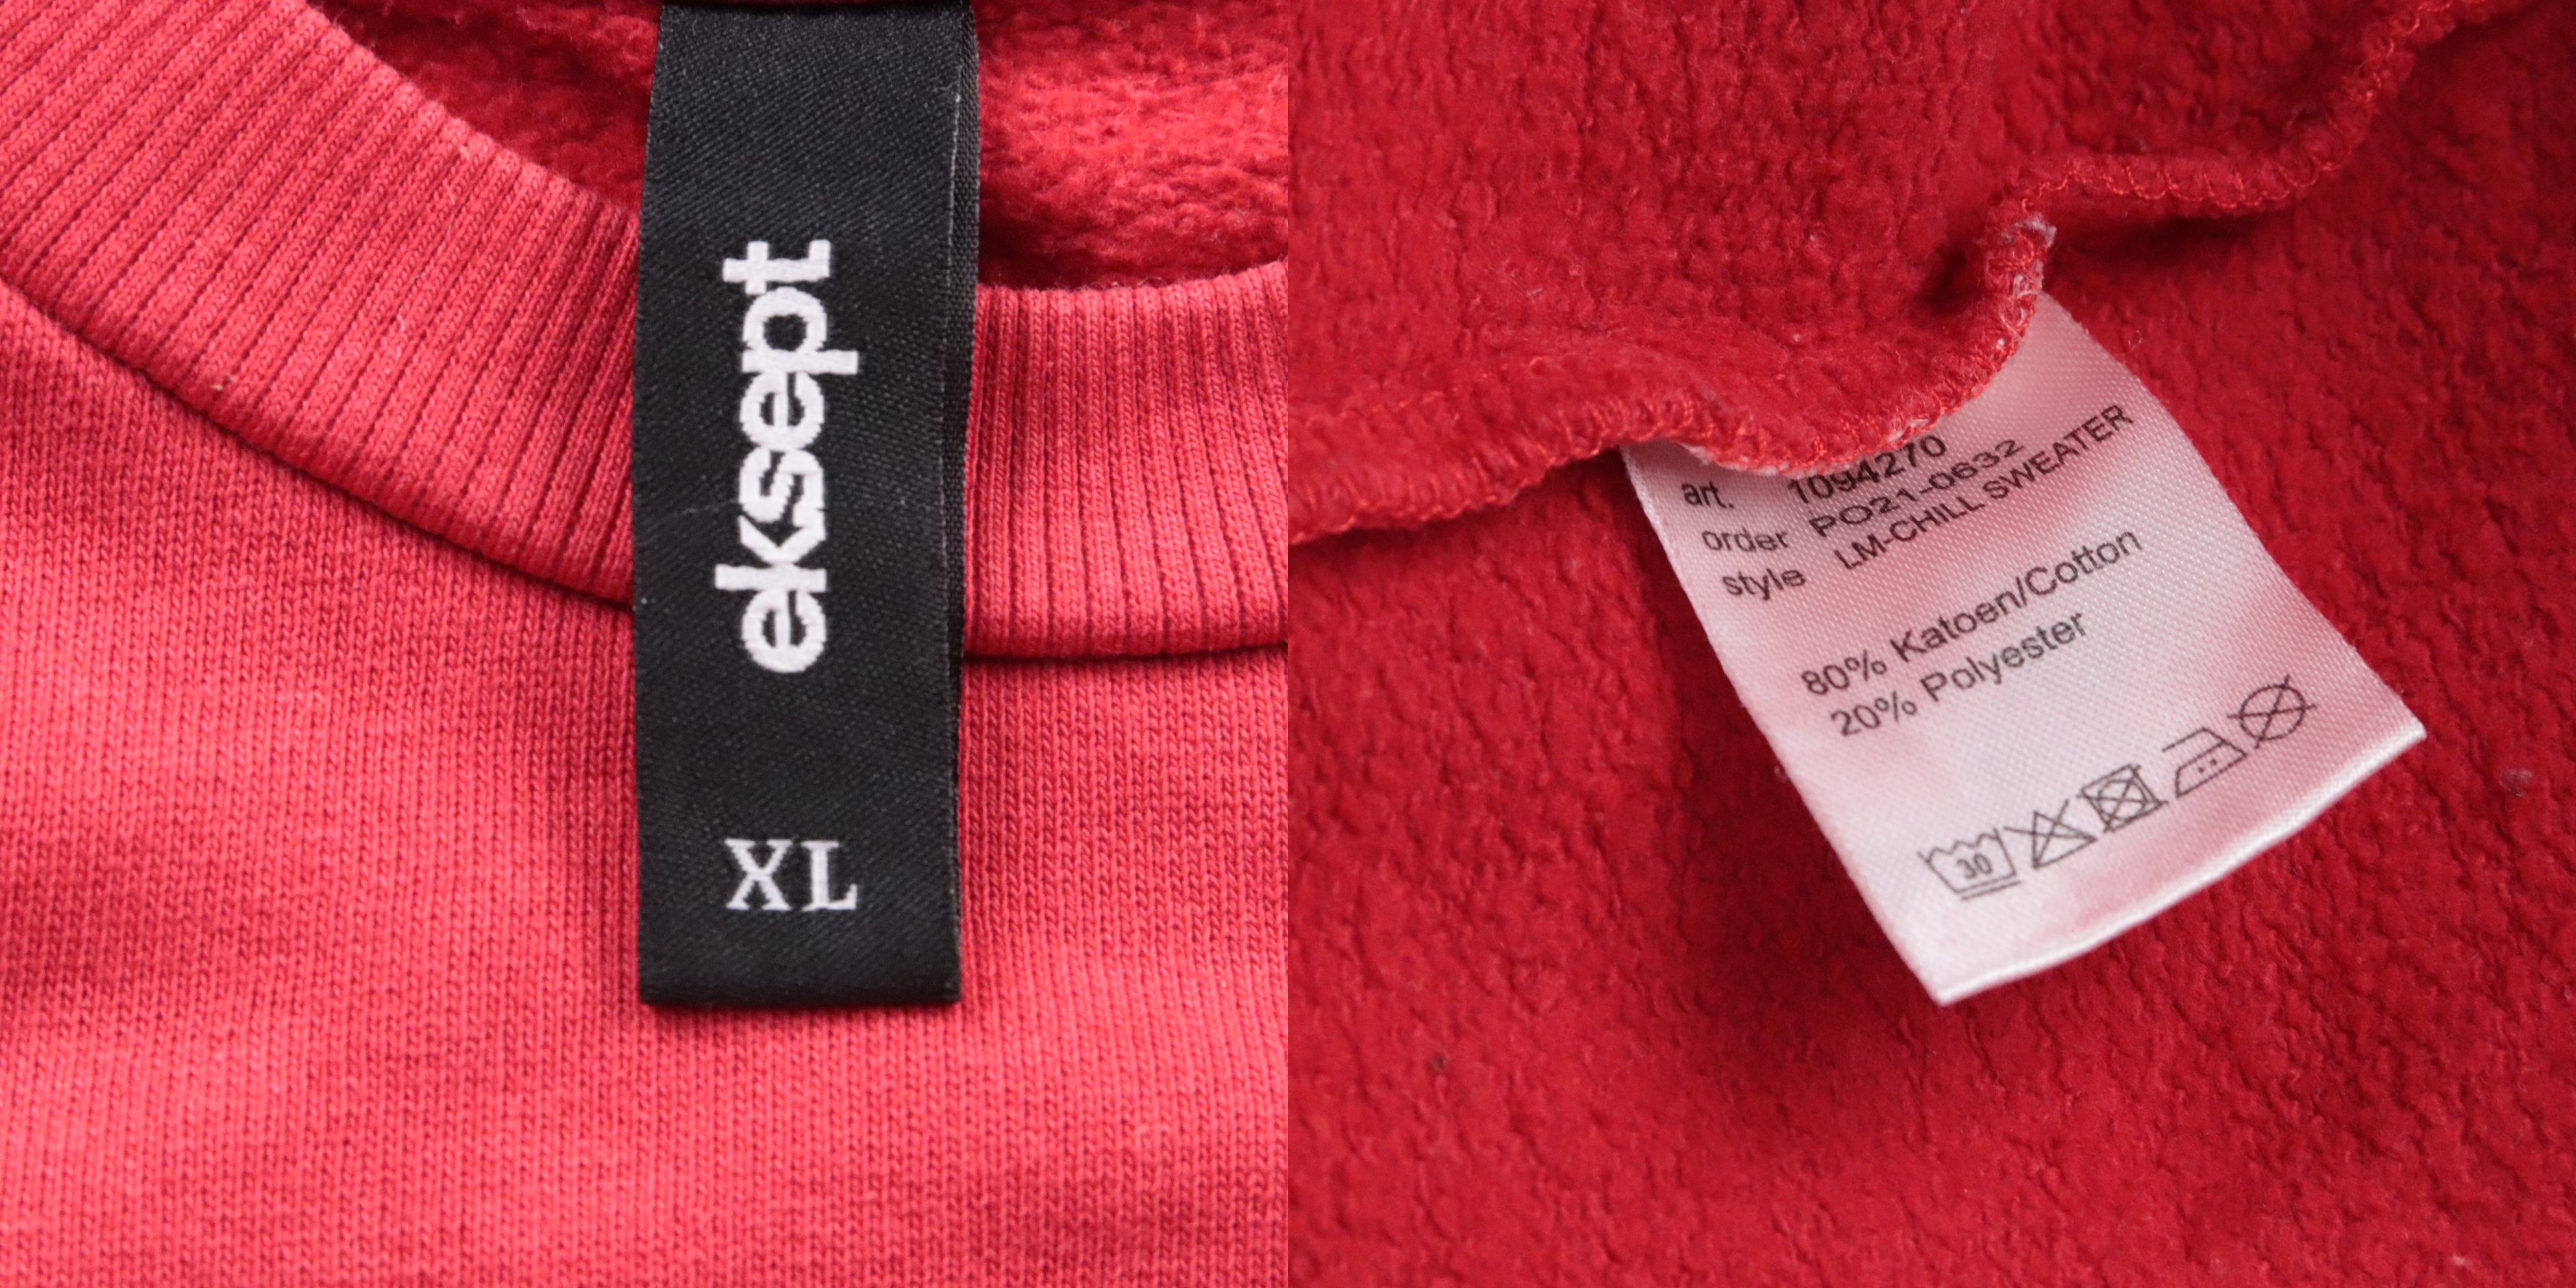 eksept
XL
art. 1094270
order PO21-0632
style LM-CHILL SWEATER
80% Katoen/Cotton
20% Polyester
30